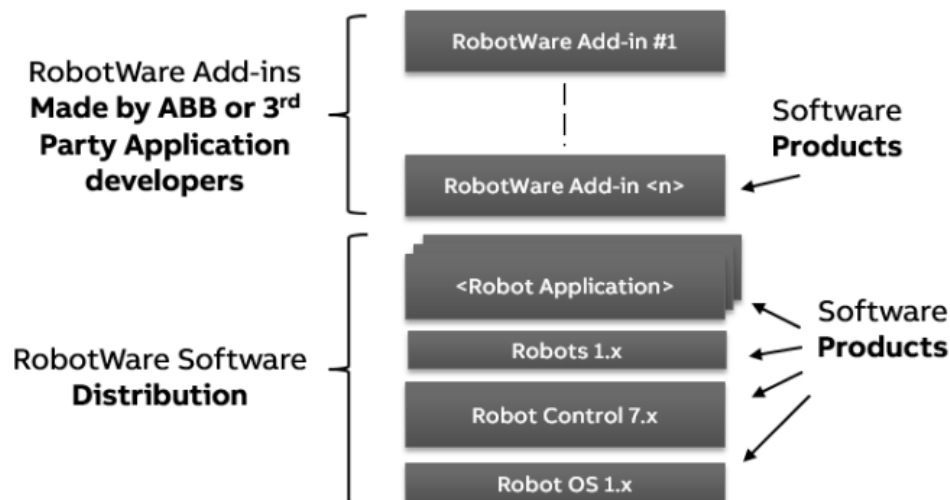 RobotWare Add-in #1
RobotWare Add-ins
Made by ABB or 3rd
Party Application
developers
Software
Products
RobotWare Add-in <n>
<Robot Application>
Software
Products
Robots 1.x
RobotWare Software
Distribution
Robot Control 7.x
Robot OS 1.x